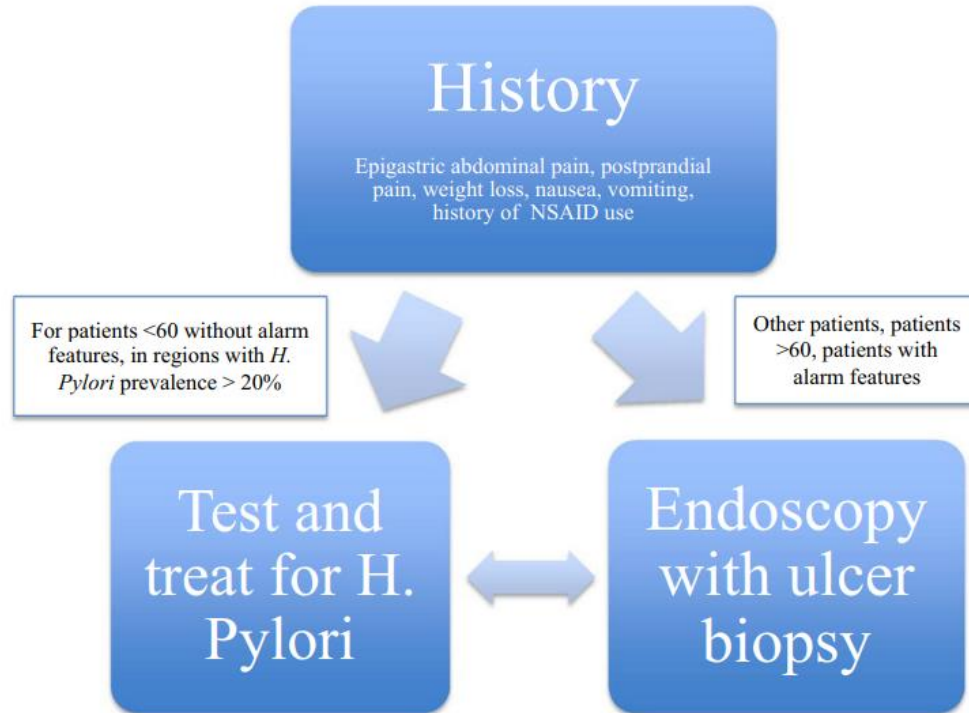 History
Epigastric abdominal pain, postprandial
pain, weight loss, nausea, vomiting,
history of NSAID use
For patients <60 without alarm
features, in regions with H.
Pylori prevalence > 20%
Other patients, patients
>60, patients with
alarm features
Test and
treat for H.
Pylori
Endoscopy
with ulcer
biopsy